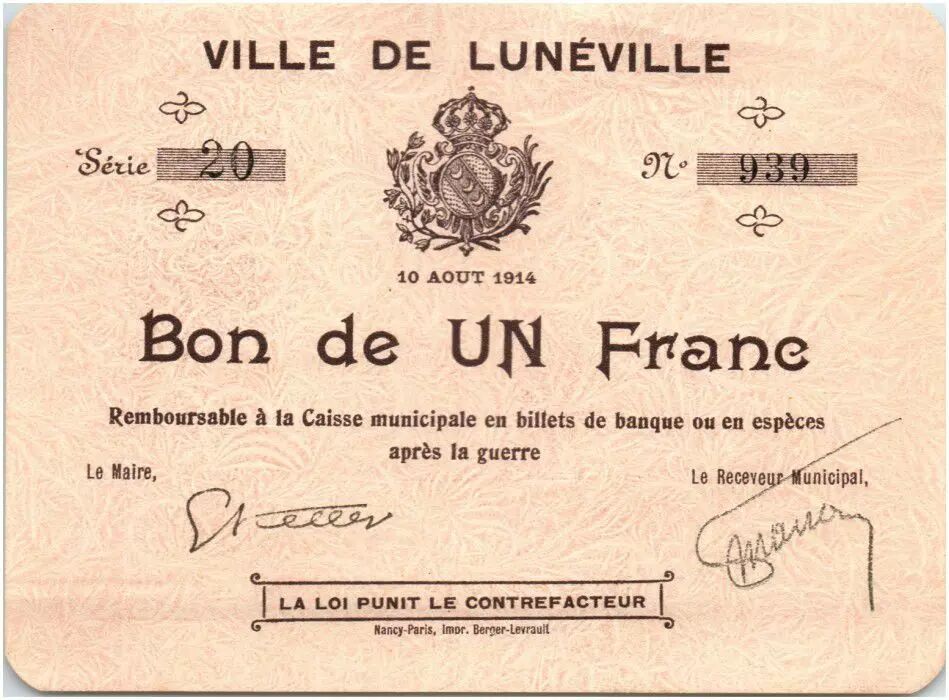 VILLE DE LUNÉVILLE
Série 20
Nº 939
10 AOUT 1914
Bon de UN Franc
Remboursable à la Caisse municipale en billets de banque ou en espèces
après la guerre
Le Maire,
Le Receveur Municipal,
LA LOI PUNIT LE CONTREFACTEUR
Nancy-Paris, Impr. Berger-Levrault